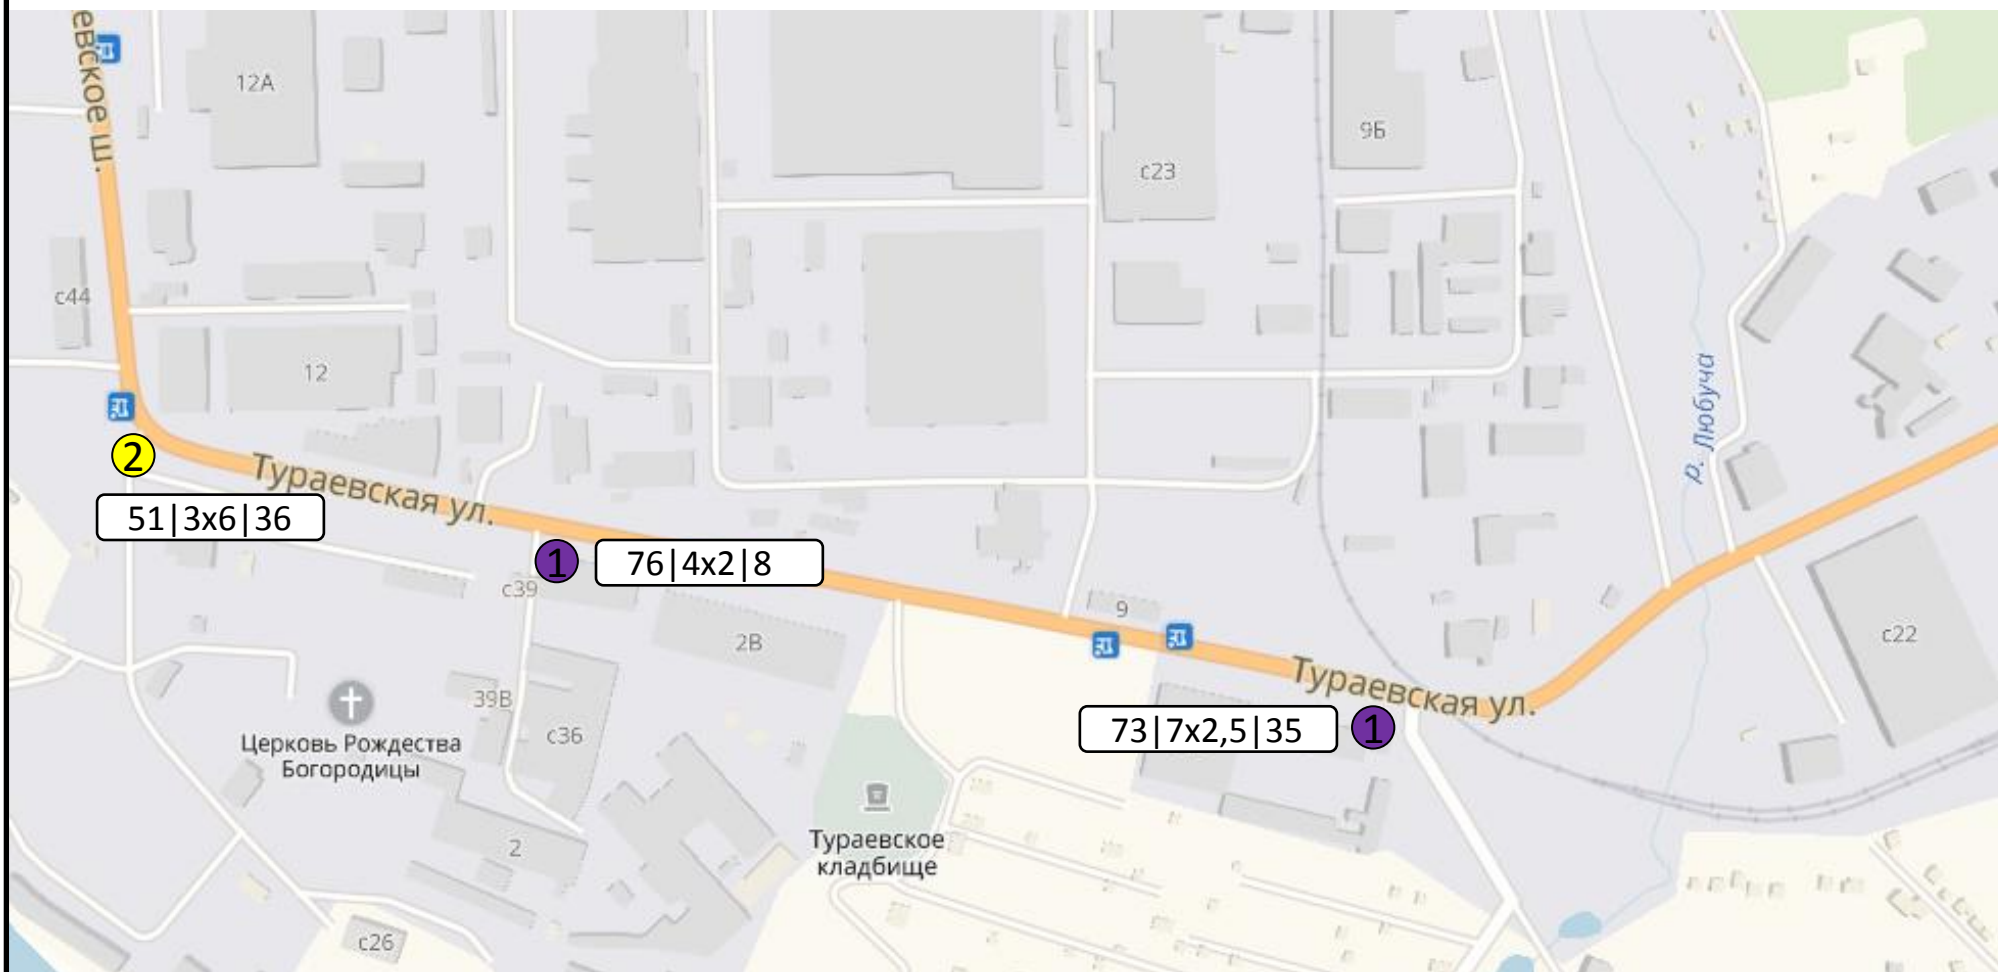 евское ш.
12А
9Б
с23
с44
12
р. Любуча
2
Тураевская ул.
51|3х6|36
1
76|4х2|8
с39
9
2В
с22
Тураевская ул.
39В
с36
73|7х2,5|35
1
Церковь Рождества
Богородицы
Тураевское
кладбище
2
с26